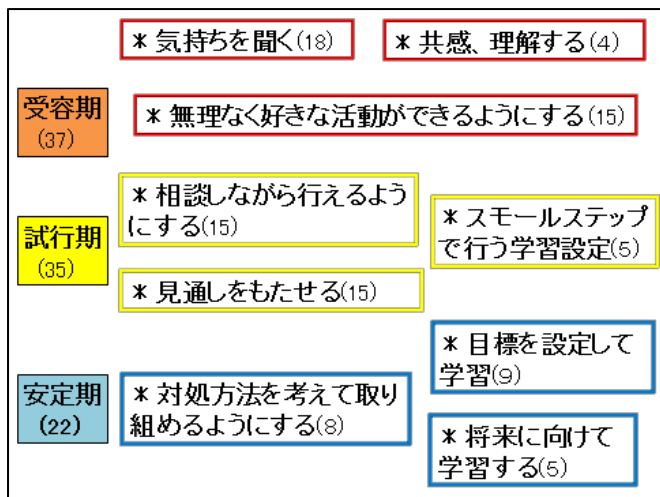 ＊気持ちを聞く(18)
＊共感、理解する(4)
受容期
(37)
＊無理なく好きな活動ができるようにする(15)
試行期
(35)
＊相談しながら行えるよう
にする(15)
＊スモールステップ
で行う学習設定(5)
＊見通しをもたせる(15)
安定期
(22)
＊対処方法を考えて取り
組めるようにする(8)
＊目標を設定して
学習(9)
＊将来に向けて
学習する(5)